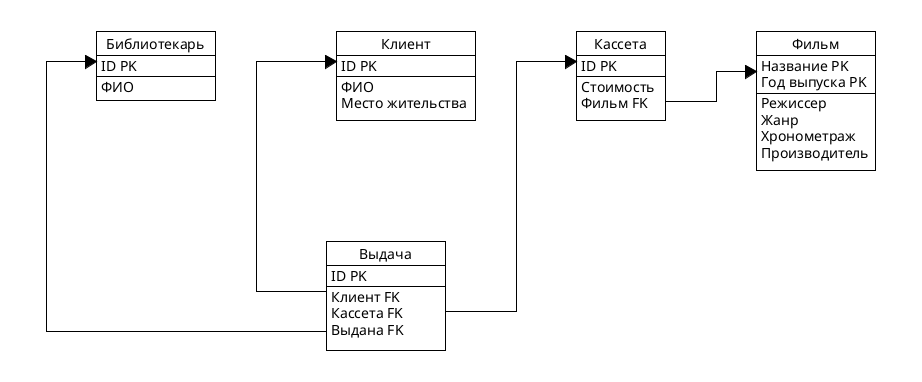 Библиотекарь
ID PK
ФИО
Клиент
ID PK
ФИО
Место жительства
Кассета
ID PK
Стоимость
Фильм FK
Фильм
Название PK
Год выпуска PK
Режиссер
Жанр
Хронометраж
Производитель
Выдача
ID PK
Клиент FK
Кассета FK
Выдана FK